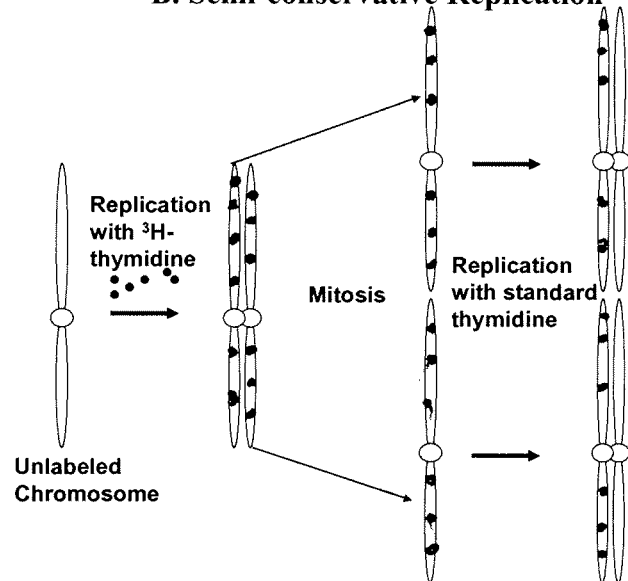 B. Semi-conservative Replication
Replication
with ³H-
thymidine
Mitosis
Replication
with standard
thymidine
Unlabeled
Chromosome